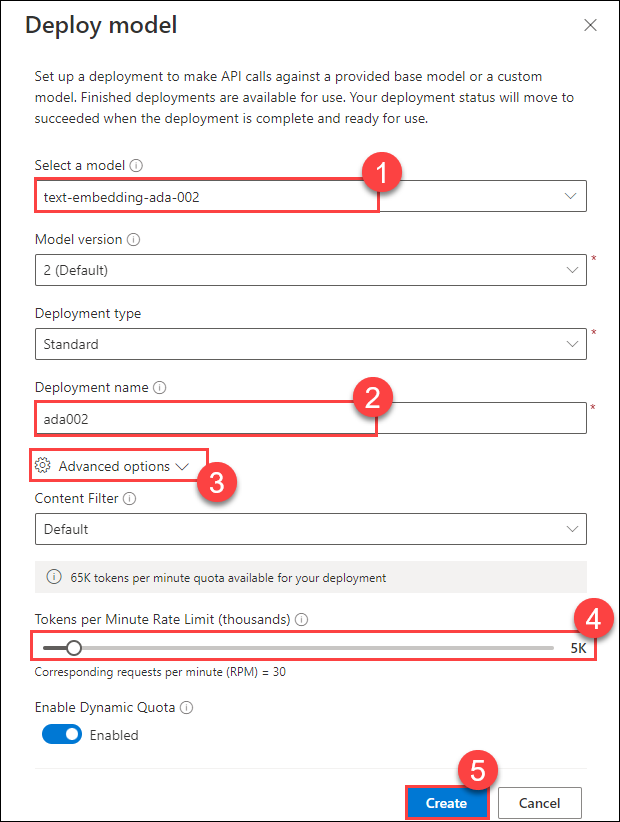 Deploy model
Set up a deployment to make API calls against a provided base model or a custom
model. Finished deployments are available for use. Your deployment status will move to
succeeded when the deployment is complete and ready for use.
Select a model
1
text-embedding-ada-002
Model version
2 (Default)
*
Deployment type
Standard
*
Deployment name
2
ada002
*
Advanced options
3
Content Filter
Default
65K tokens per minute quota available for your deployment
Tokens per Minute Rate Limit (thousands)
4
5K
Corresponding requests per minute (RPM) = 30
Enable Dynamic Quota
Enabled
5
Create
Cancel